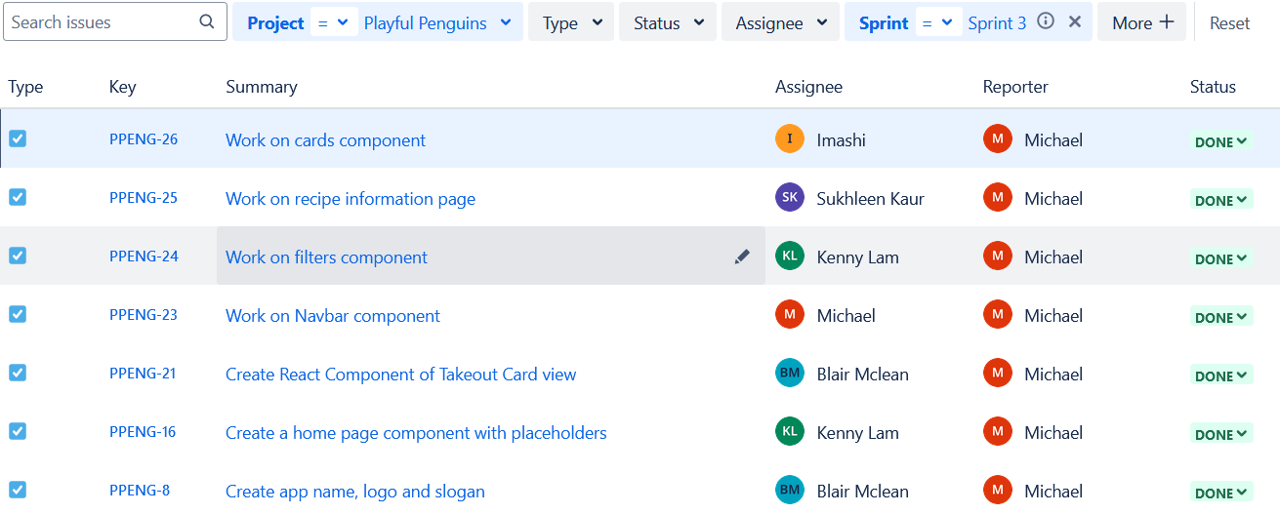 Search issues Project = Playful Penguins Type Status Assignee Sprint = Sprint 3 More Reset
Type Key Summary Assignee Reporter Status
PPENG-26 Work on cards component I Imashi M Michael DONE
PPENG-25 Work on recipe information page SK Sukhleen Kaur M Michael DONE
PPENG-24 Work on filters component KL Kenny Lam M Michael DONE
PPENG-23 Work on Navbar component M Michael M Michael DONE
PPENG-21 Create React Component of Takeout Card view BM Blair Mclean M Michael DONE
PPENG-16 Create a home page component with placeholders KL Kenny Lam M Michael DONE
PPENG-8 Create app name, logo and slogan BM Blair Mclean M Michael DONE